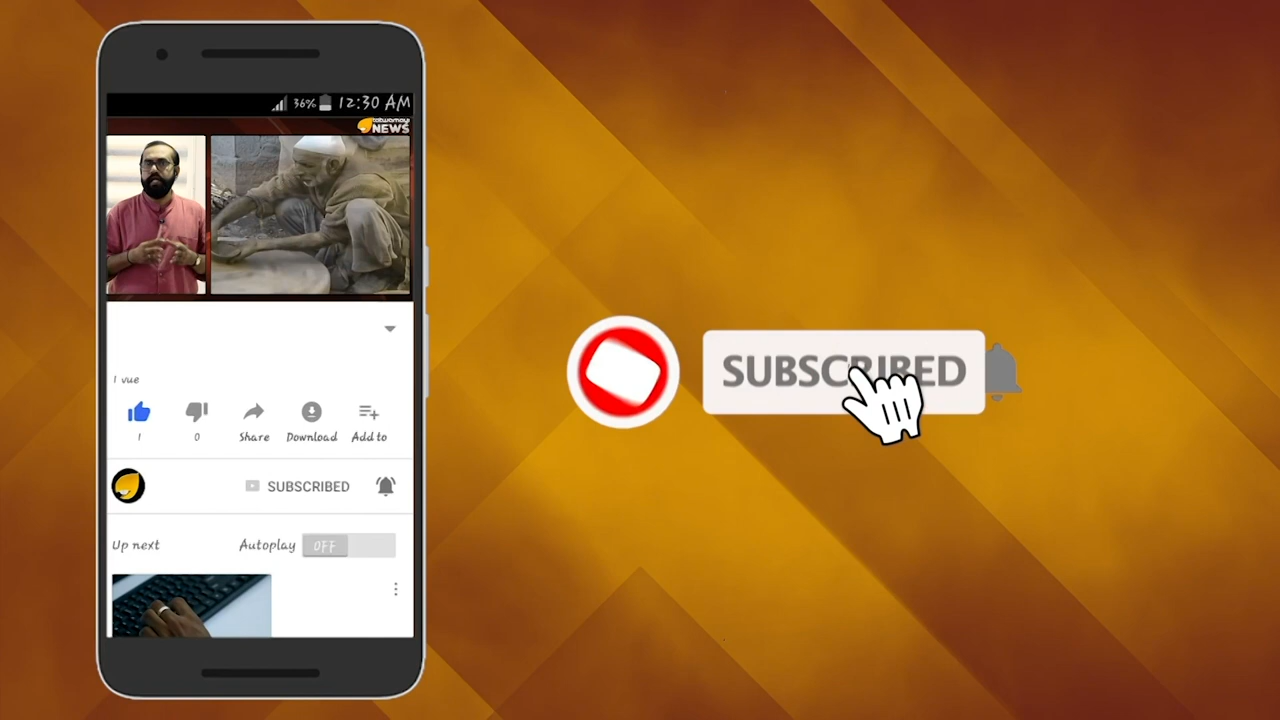 36% 12:30 AM
tatwamayi
NEWS
1 vue
1
0
Share
Download
Add to
SUBSCRIBED
Up next
Autoplay
OFF
SUBSCRIBED